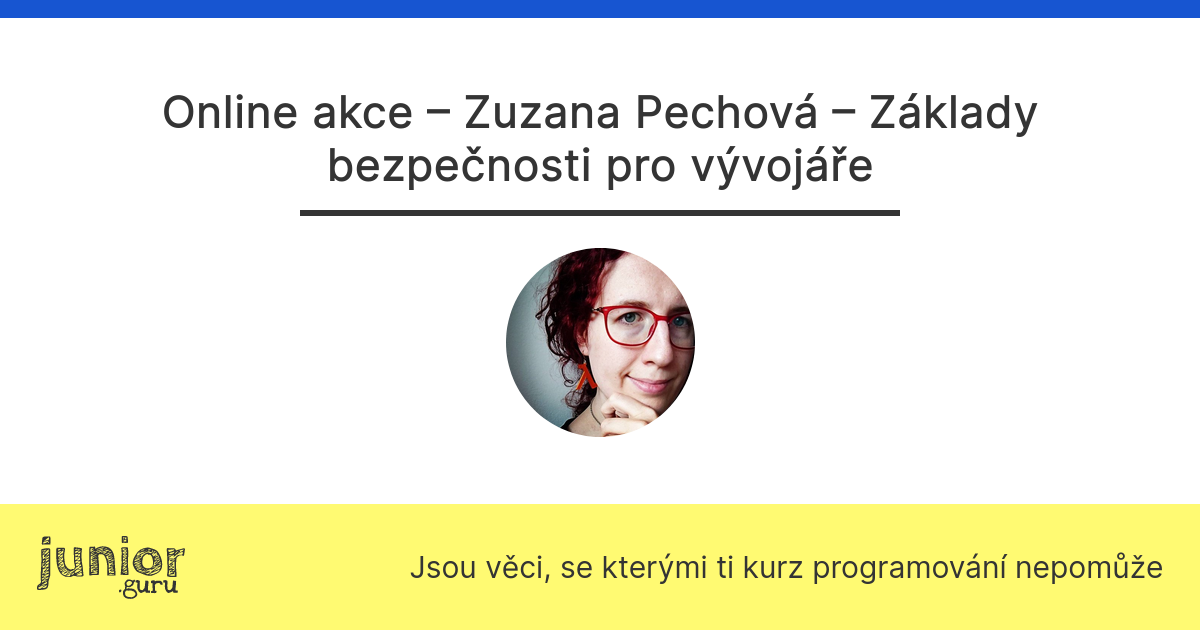 Online akce – Zuzana Pechová – Základy
bezpečnosti pro vývojáře
junior
.guru
Jsou věci, se kterými ti kurz programování nepomůže